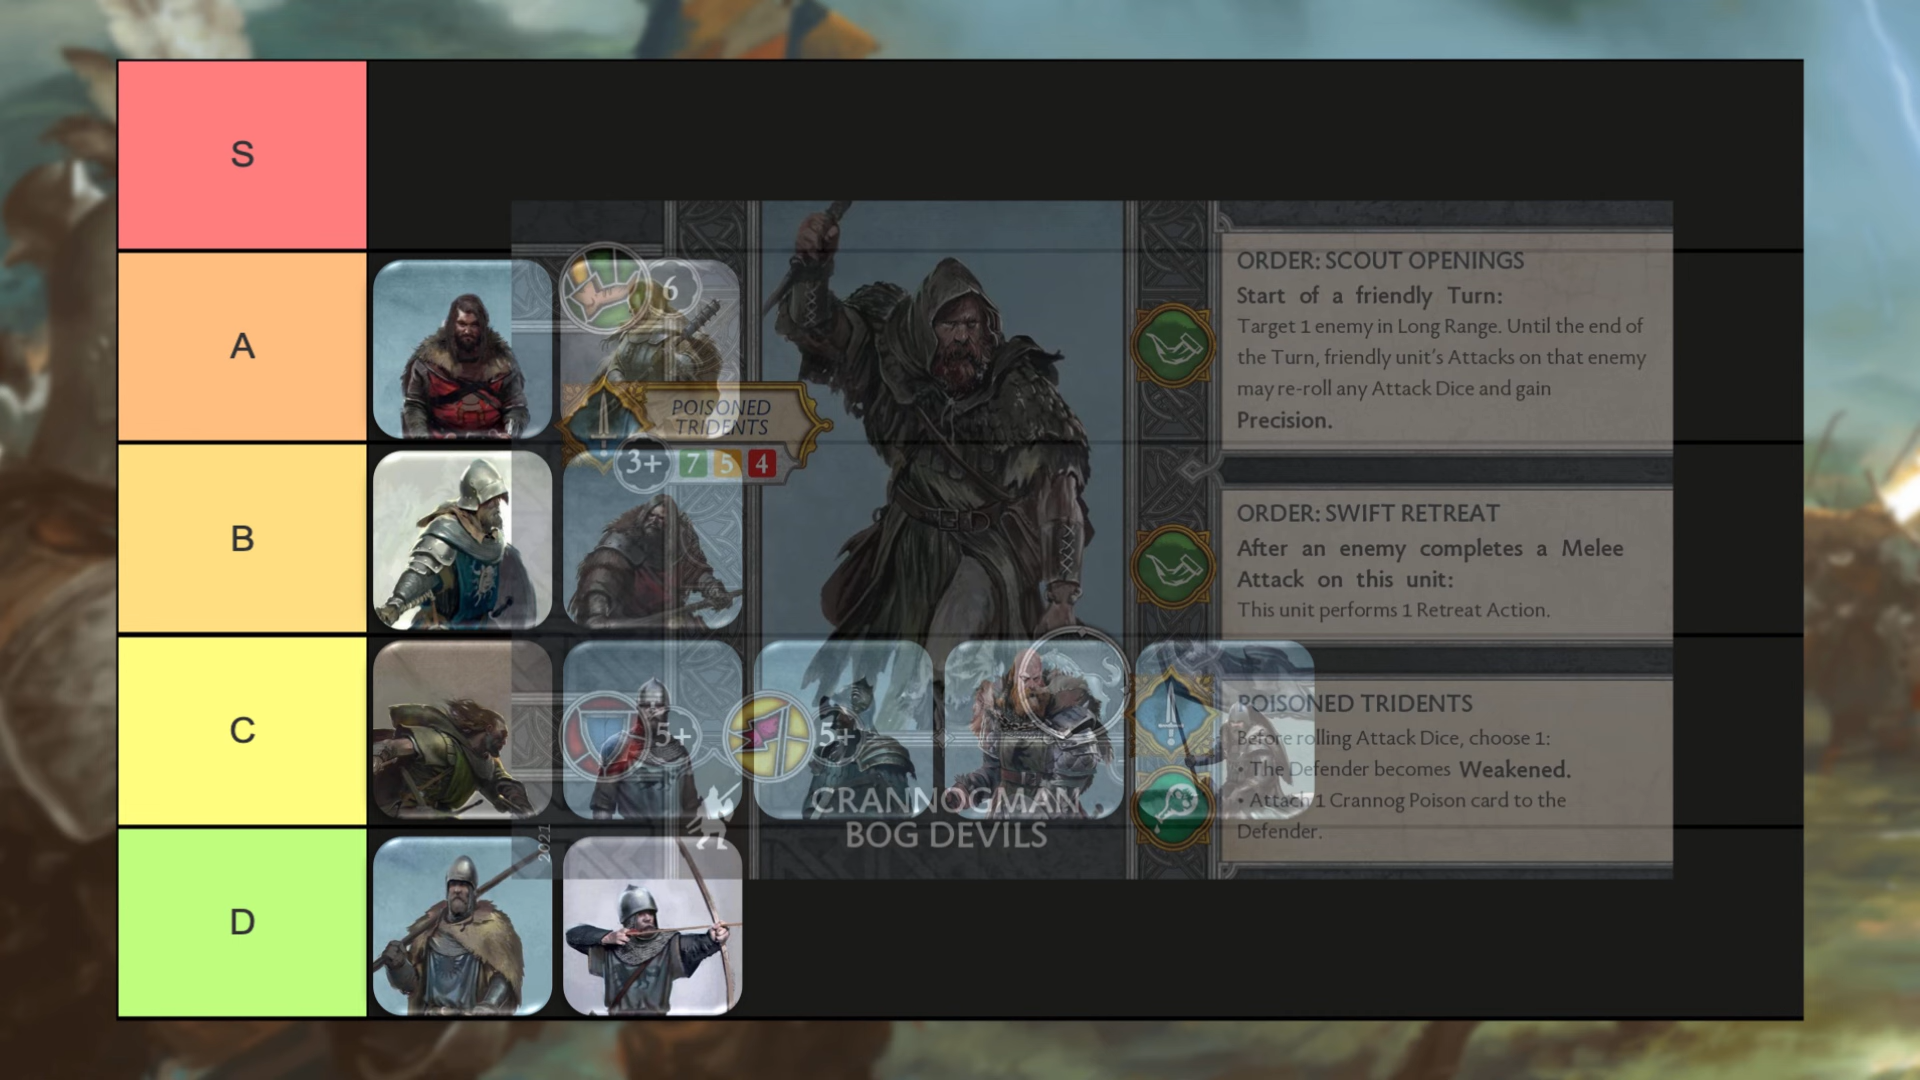 S
A
B
C
D
6
POISONED
TRIDENTS
3+ 7 5 4
5+ 5+
CRANNOGMAN
BOG DEVILS
2021
ORDER: SCOUT OPENINGS
Start of a friendly Turn:
Target 1 enemy in Long Range. Until the end of
the Turn, friendly unit's Attacks on that enemy
may re-roll any Attack Dice and gain
Precision.
ORDER: SWIFT RETREAT
After an enemy completes a Melee
Attack on this unit:
This unit performs 1 Retreat Action.
POISONED TRIDENTS
Before rolling Attack Dice, choose 1:
• The Defender becomes Weakened.
• Attach 1 Crannog Poison card to the
Defender.